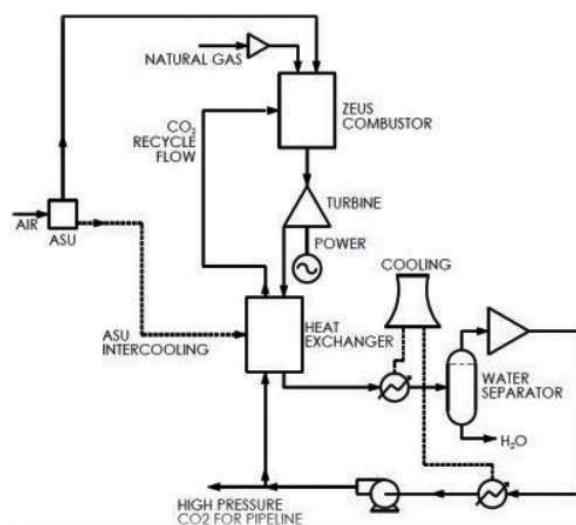 NATURAL GAS
ZEUS
COMBUSTOR
CO₂
RECYCLE
FLOW
TURBINE
AIR
ASU
POWER
COOLING
ASU
INTERCOOLING
HEAT
EXCHANGER
WATER
SEPARATOR
H₂O
HIGH PRESSURE
CO2 FOR PIPELINE